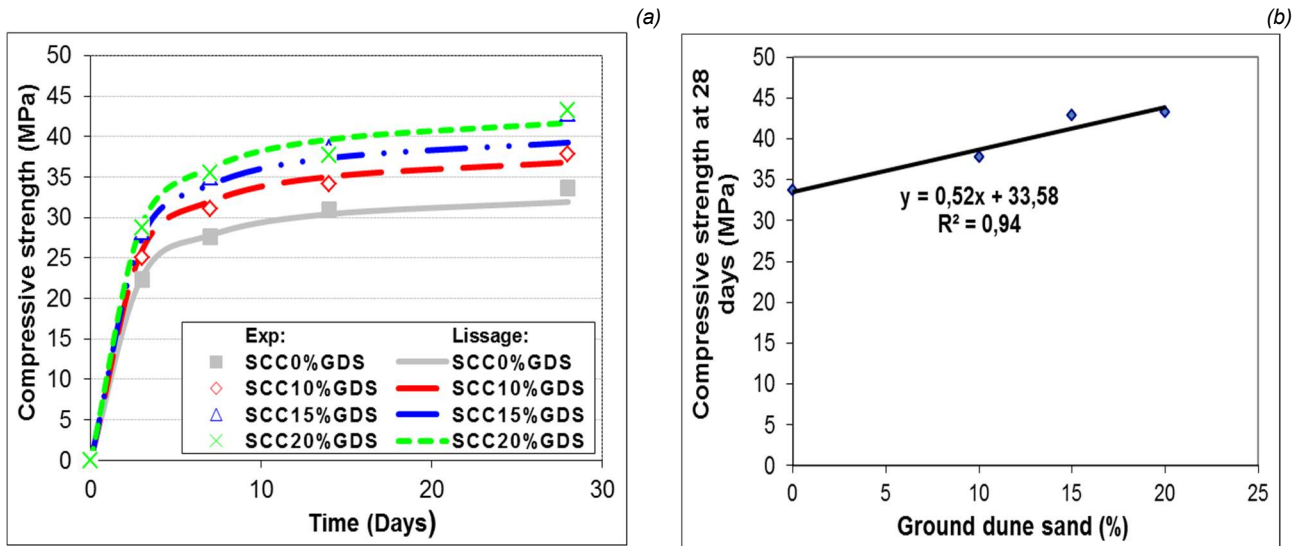 (a)
50
45
40
35
30
25
20
15
10
5
0
Compressive strength (MPa)
Exp: Lissage:
SCC0%GDS SCC0%GDS
SCC10%GDS SCC10%GDS
SCC15%GDS SCC15%GDS
SCC20%GDS SCC20%GDS
0 10 20 30
Time (Days)
(b)
50
45
40
35
30
25
20
15
10
5
0
Compressive strength at 28
days (MPa)
y = 0,52x + 33,58
R² = 0,94
0 5 10 15 20 25
Ground dune sand (%)